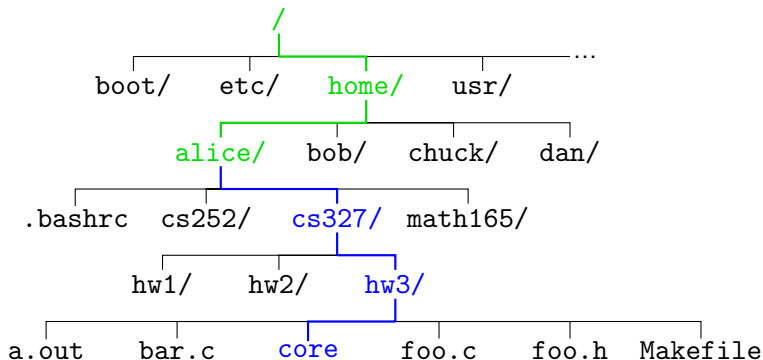 /
boot/ etc/ home/ usr/ ...
alice/ bob/ chuck/ dan/
.bashrc cs252/ cs327/ math165/
hw1/ hw2/ hw3/
a.out bar.c core foo.c foo.h Makefile